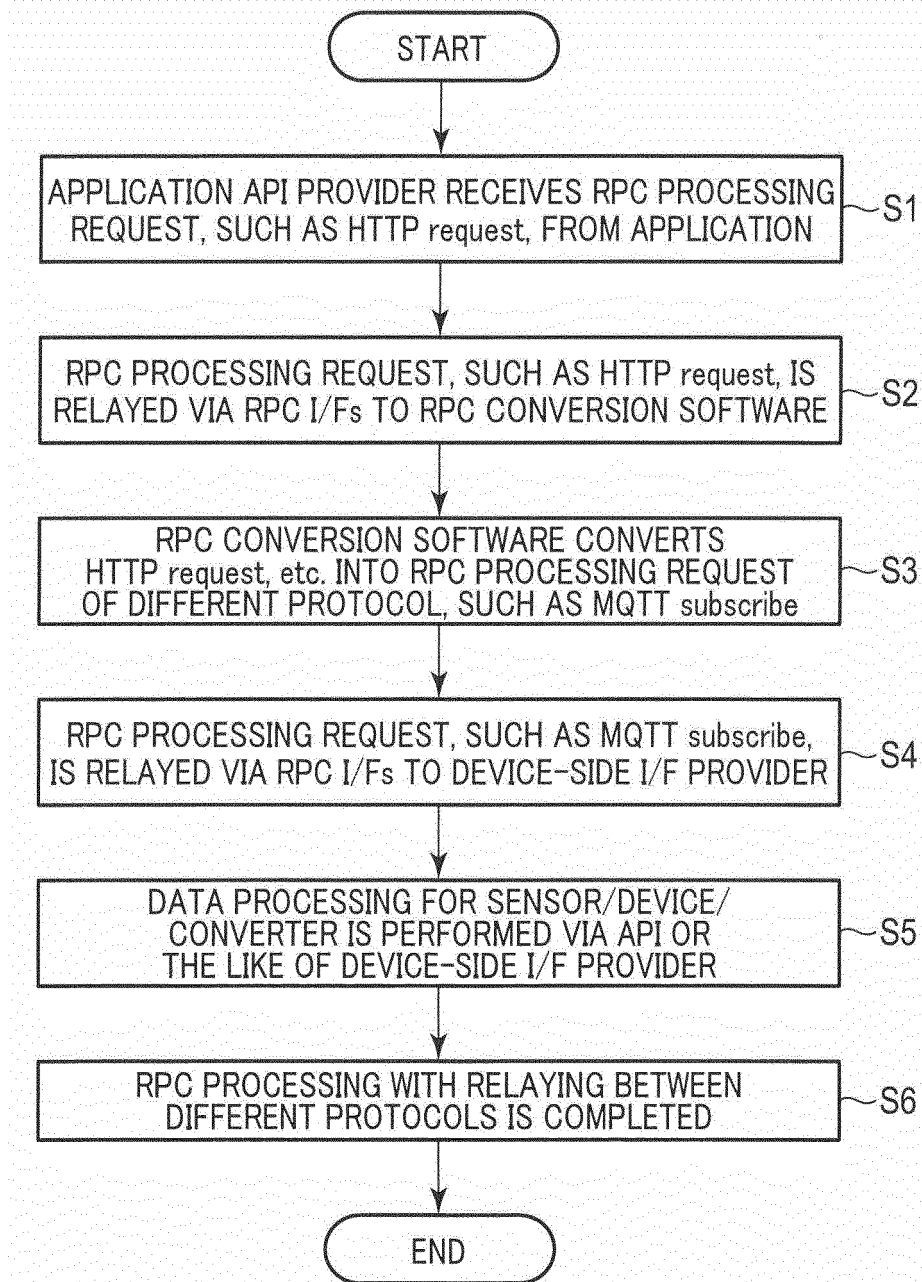 START
APPLICATION API PROVIDER RECEIVES RPC PROCESSING
REQUEST, SUCH AS HTTP request, FROM APPLICATION
S1
RPC PROCESSING REQUEST, SUCH AS HTTP request, IS
RELAYED VIA RPC I/Fs TO RPC CONVERSION SOFTWARE
S2
RPC CONVERSION SOFTWARE CONVERTS
HTTP request, etc. INTO RPC PROCESSING REQUEST
OF DIFFERENT PROTOCOL, SUCH AS MQTT subscribe
S3
RPC PROCESSING REQUEST, SUCH AS MQTT subscribe,
IS RELAYED VIA RPC I/Fs TO DEVICE-SIDE I/F PROVIDER
S4
DATA PROCESSING FOR SENSOR/DEVICE/
CONVERTER IS PERFORMED VIA API OR
THE LIKE OF DEVICE-SIDE I/F PROVIDER
S5
RPC PROCESSING WITH RELAYING BETWEEN
DIFFERENT PROTOCOLS IS COMPLETED
S6
END